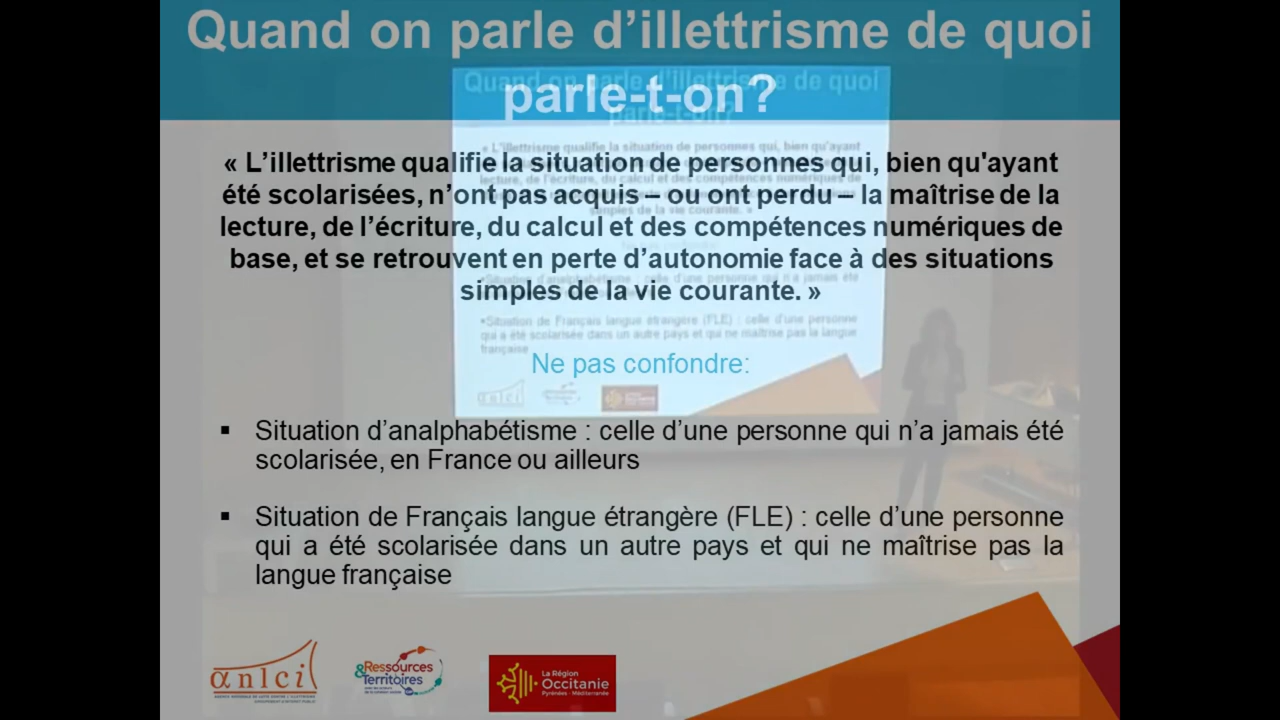 Quand on parle d’illettrisme de quoi
parle-t-on?
« L’illettrisme qualifie la situation de personnes qui, bien qu'ayant
été scolarisées, n’ont pas acquis – ou ont perdu – la maîtrise de la
lecture, de l’écriture, du calcul et des compétences numériques de
base, et se retrouvent en perte d’autonomie face à des situations
simples de la vie courante. »
Ne pas confondre:
▪ Situation d’analphabétisme : celle d’une personne qui n’a jamais été
scolarisée, en France ou ailleurs
▪ Situation de Français langue étrangère (FLE) : celle d’une personne
qui a été scolarisée dans un autre pays et qui ne maîtrise pas la
langue française
anlci
&Ressources
Territoires
La Région
Occitanie
Pyrénées - Méditerranée